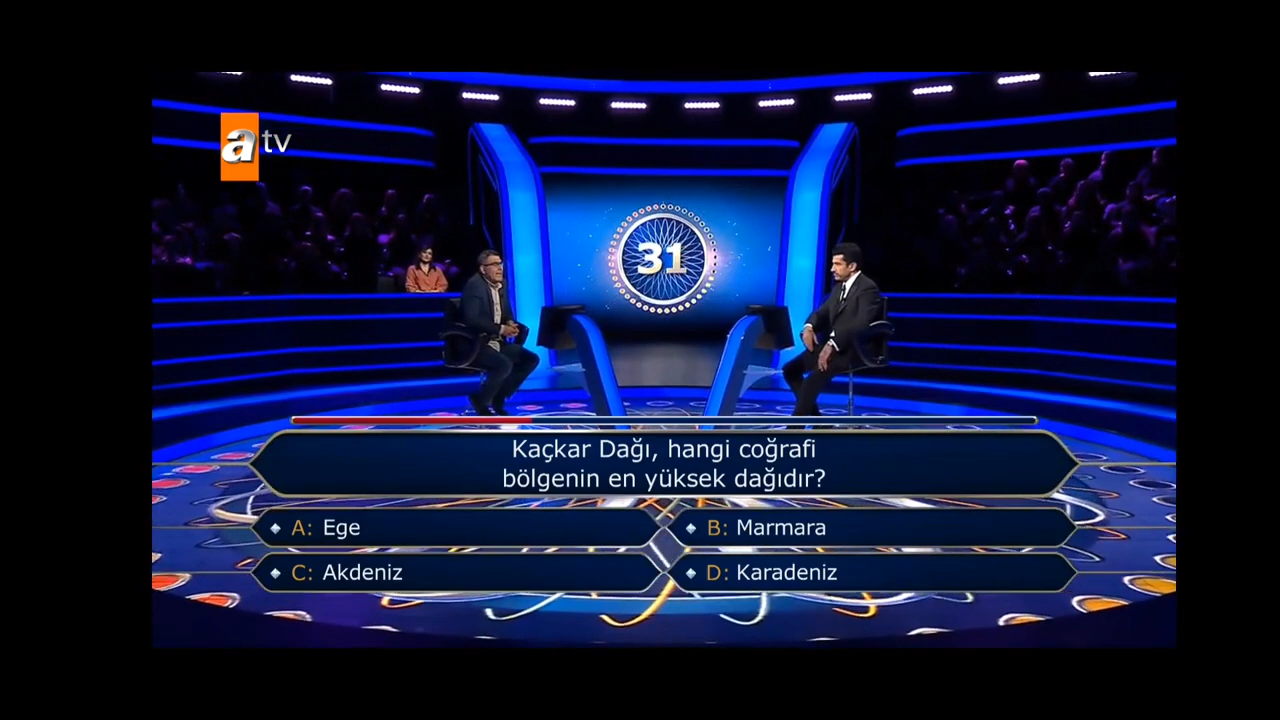 atv
31
Kaçkar Dağı, hangi coğrafi
bölgenin en yüksek dağıdır?
A: Ege
B: Marmara
C: Akdeniz
D: Karadeniz